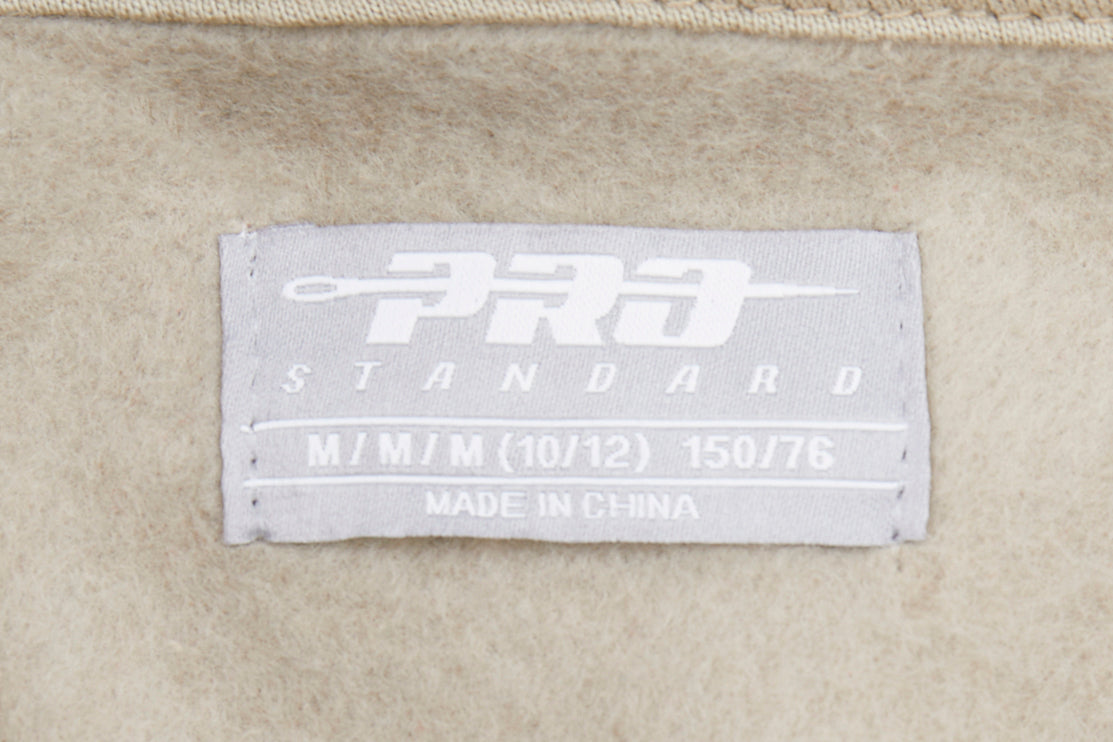 PRO
STANDARD
M / M / M (10/12) 150/76
MADE IN CHINA